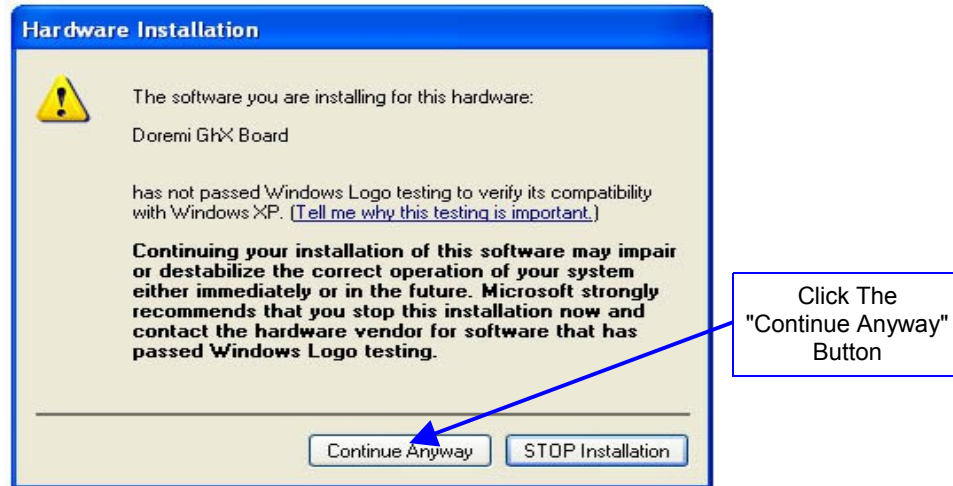 Hardware Installation
The software you are installing for this hardware:
Doremi GhX Board
has not passed Windows Logo testing to verify its compatibility
with Windows XP. (Tell me why this testing is important.)
Continuing your installation of this software may impair
or destabilize the correct operation of your system
either immediately or in the future. Microsoft strongly
recommends that you stop this installation now and
contact the hardware vendor for software that has
passed Windows Logo testing.
Click The
"Continue Anyway"
Button
Continue Anyway
STOP Installation